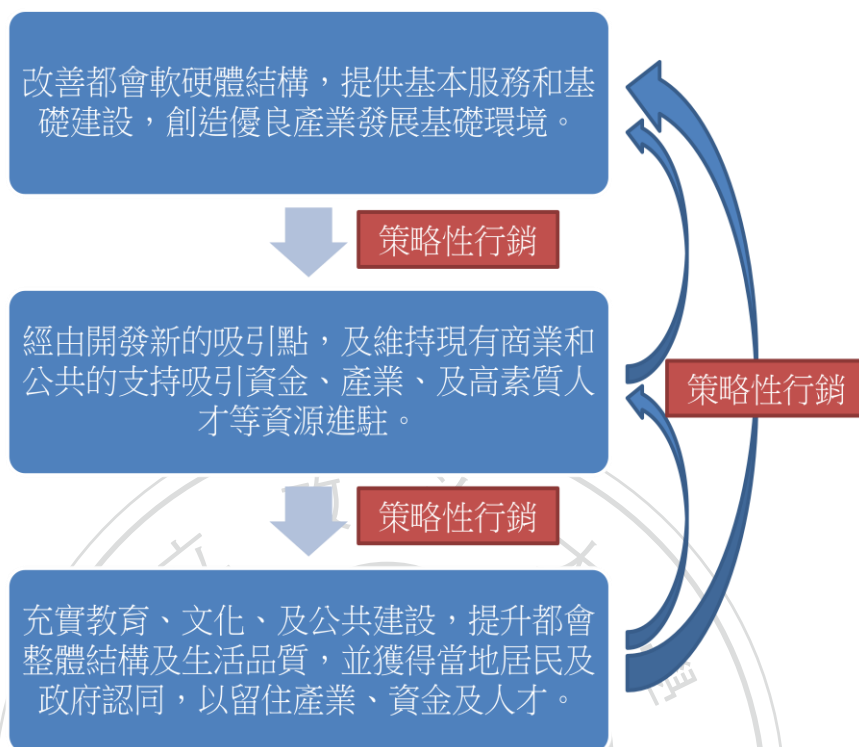 改善都會軟硬體結構，提供基本服務和基
礎建設，創造優良產業發展基礎環境。
策略性行銷
經由開發新的吸引點，及維持現有商業和
公共的支持吸引資金、產業、及高素質人
才等資源進駐。
策略性行銷
策略性行銷
充實教育、文化、及公共建設，提升都會
整體結構及生活品質，並獲得當地居民及
政府認同，以留住產業、資金及人才。
立政